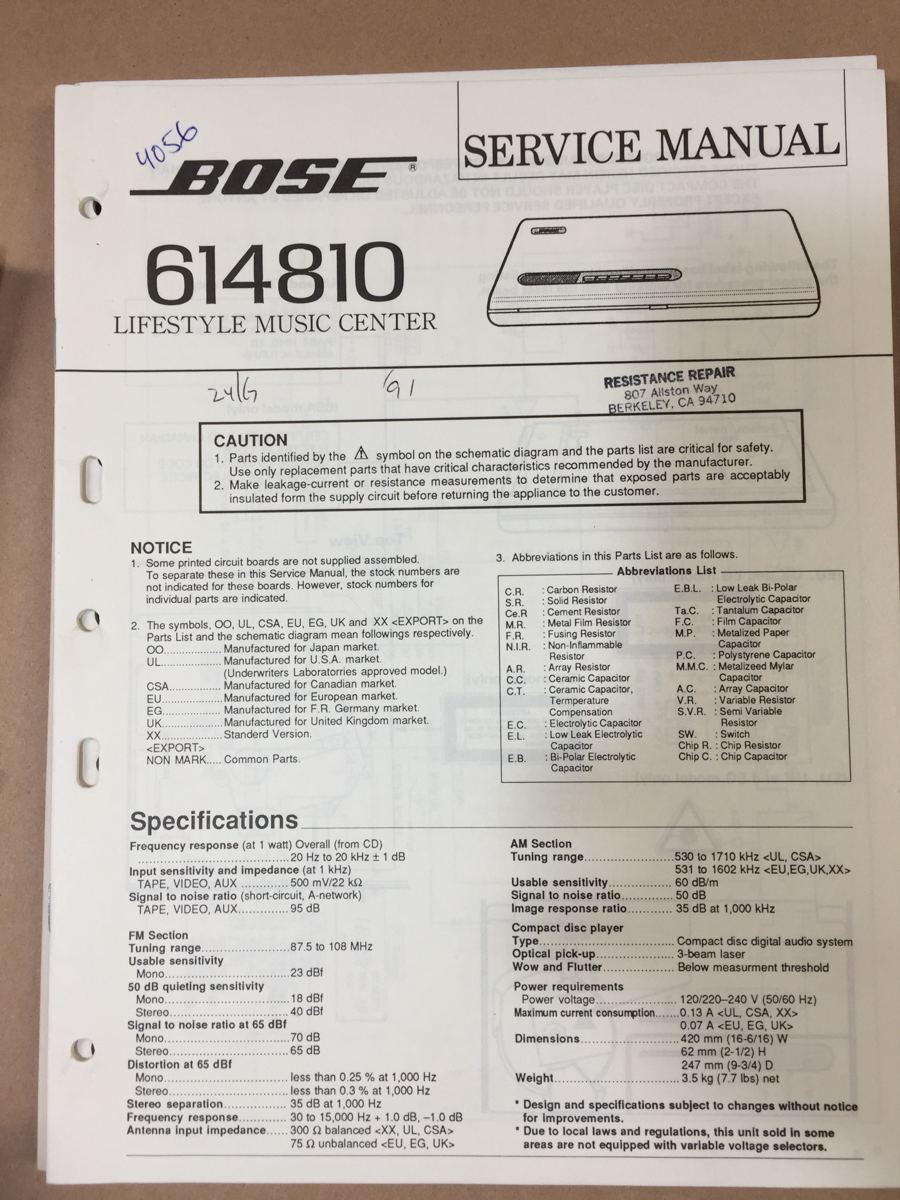 4056
BOSE®
SERVICE MANUAL
614810
LIFESTYLE MUSIC CENTER
'91
RESISTANCE REPAIR
807 Allston Way
BERKELEY, CA 94710
CAUTION
1. Parts identified by the ⚠ symbol on the schematic diagram and the parts list are critical for safety.
Use only replacement parts that have critical characteristics recommended by the manufacturer.
2. Make leakage-current or resistance measurements to determine that exposed parts are acceptably
insulated form the supply circuit before returning the appliance to the customer.
NOTICE
1. Some printed circuit boards are not supplied assembled.
To separate these in this Service Manual, the stock numbers are
not indicated for these boards. However, stock numbers for
individual parts are indicated.
2. The symbols, OO, UL, CSA, EU, EG, UK and XX <EXPORT> on the
Parts List and the schematic diagram mean followings respectively.
OO.................. Manufactured for Japan market.
UL................... Manufactured for U.S.A. market.
(Underwriters Laboratorries approved model.)
CSA................ Manufactured for Canadian market.
EU................... Manufactured for European market.
EG................... Manufactured for F.R. Germany market.
UK................... Manufactured for United Kingdom market.
XX................... Standerd Version.
<EXPORT>
NON MARK..... Common Parts.
3. Abbreviations in this Parts List are as follows.
Abbreviations List
C.R. : Carbon Resistor
S.R. : Solid Resistor
Ce.R : Cement Resistor
M.R. : Metal Film Resistor
F.R. : Fusing Resistor
N.I.R. : Non-Inflammable
Resistor
A.R. : Array Resistor
C.C. : Ceramic Capacitor
C.T. : Ceramic Capacitor,
Termperature
Compensation
E.C. : Electrolytic Capacitor
E.L. : Low Leak Electrolytic
Capacitor
E.B. : Bi-Polar Electrolytic
Capacitor
E.B.L. : Low Leak Bi-Polar
Electrolytic Capacitor
Ta.C. : Tantalum Capacitor
F.C. : Film Capacitor
M.P. : Metalized Paper
Capacitor
P.C. : Polystyrene Capacitor
M.M.C. : Metalizeed Mylar
Capacitor
A.C. : Array Capacitor
V.R. : Variable Resistor
S.V.R. : Semi Variable
Resistor
SW. : Switch
Chip R. : Chip Resistor
Chip C. : Chip Capacitor
Specifications
Frequency response (at 1 watt) Overall (from CD)
.............................................20 Hz to 20 kHz ± 1 dB
Input sensitivity and impedance (at 1 kHz)
TAPE, VIDEO, AUX .............. 500 mV/22 kΩ
Signal to noise ratio (short-circuit, A-network)
TAPE, VIDEO, AUX............... 95 dB
FM Section
Tuning range..........................87.5 to 108 MHz
Usable sensitivity
Mono.....................................23 dBf
50 dB quieting sensitivity
Mono.....................................18 dBf
Stereo...................................40 dBf
Signal to noise ratio at 65 dBf
Mono.....................................70 dB
Stereo...................................65 dB
Distortion at 65 dBf
Mono.....................................less than 0.25 % at 1,000 Hz
Stereo...................................less than 0.3 % at 1,000 Hz
Stereo separation..................35 dB at 1,000 Hz
Frequency response..............30 to 15,000 Hz + 1.0 dB, –1.0 dB
Antenna input impedance......300 Ω balanced <XX, UL, CSA>
75 Ω unbalanced <EU, EG, UK>
AM Section
Tuning range...........................530 to 1710 kHz <UL, CSA>
531 to 1602 kHz <EU,EG,UK,XX>
Usable sensitivity...................60 dB/m
Signal to noise ratio...............50 dB
Image response ratio..............35 dB at 1,000 kHz
Compact disc player
Type........................................Compact disc digital audio system
Optical pick-up.......................3-beam laser
Wow and Flutter......................Below measurment threshold
Power requirements
Power voltage........................120/220–240 V (50/60 Hz)
Maximum current consumption.......0.13 A <UL, CSA, XX>
0.07 A <EU, EG, UK>
Dimensions.............................420 mm (16-6/16) W
62 mm (2-1/2) H
247 mm (9-3/4) D
Weight.....................................3.5 kg (7.7 lbs) net
* Design and specifications subject to changes without notice
for improvements.
* Due to local laws and regulations, this unit sold in some
areas are not equipped with variable voltage selectors.